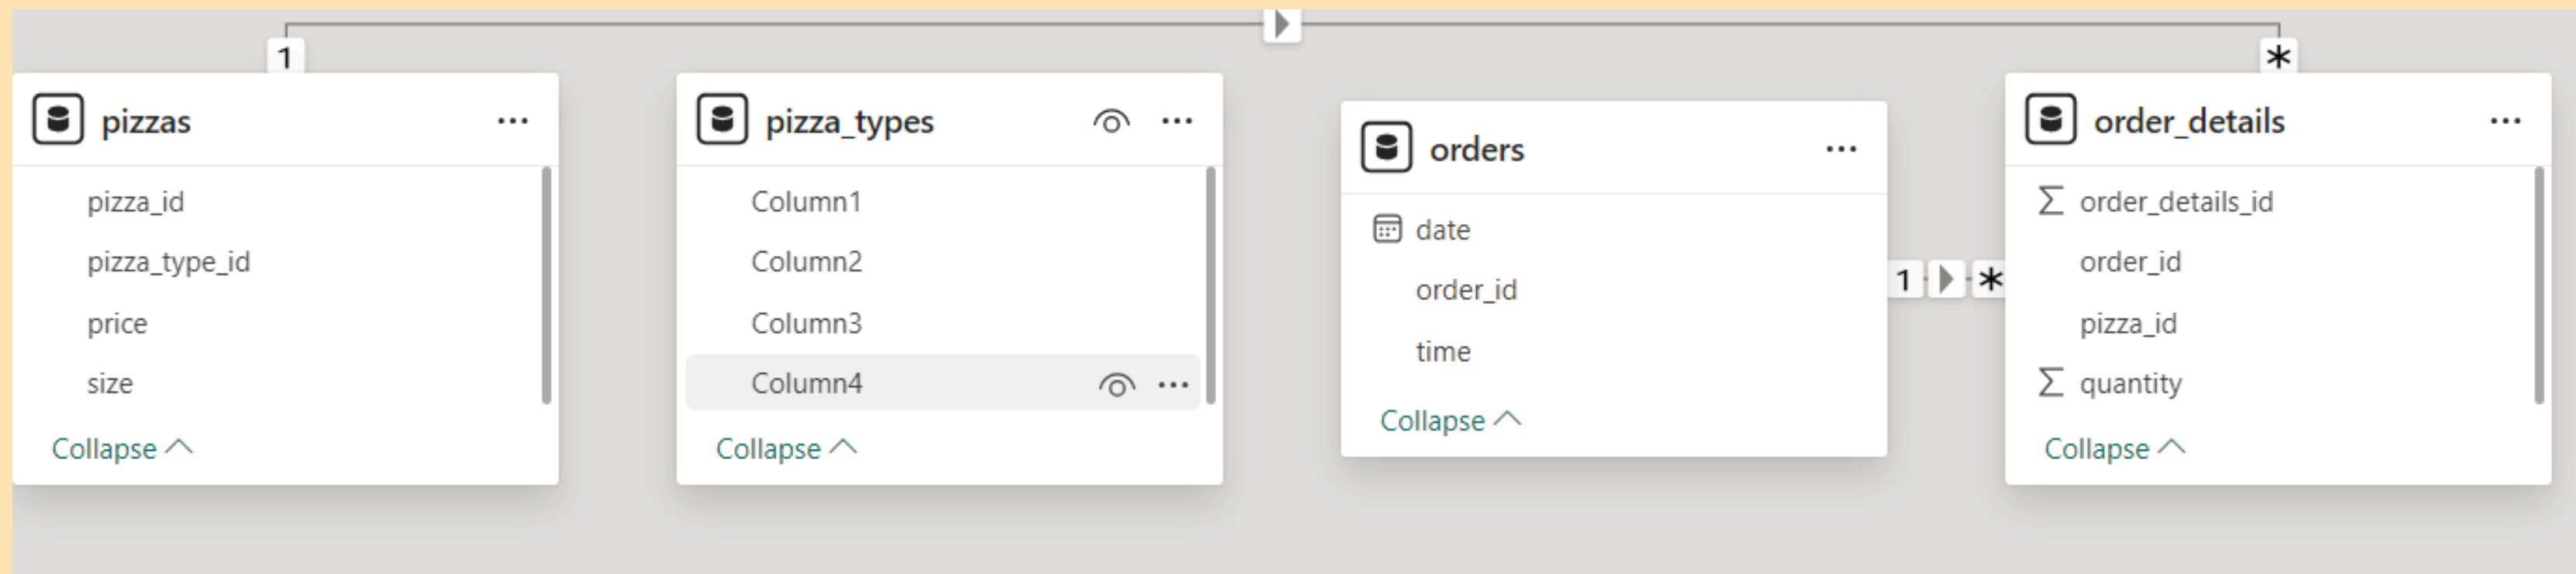 1
*
pizzas
pizza_id
pizza_type_id
price
size
Collapse
pizza_types
Column1
Column2
Column3
Column4
Collapse
orders
date
order_id
time
Collapse
1
*
order_details
Σ order_details_id
order_id
pizza_id
Σ quantity
Collapse